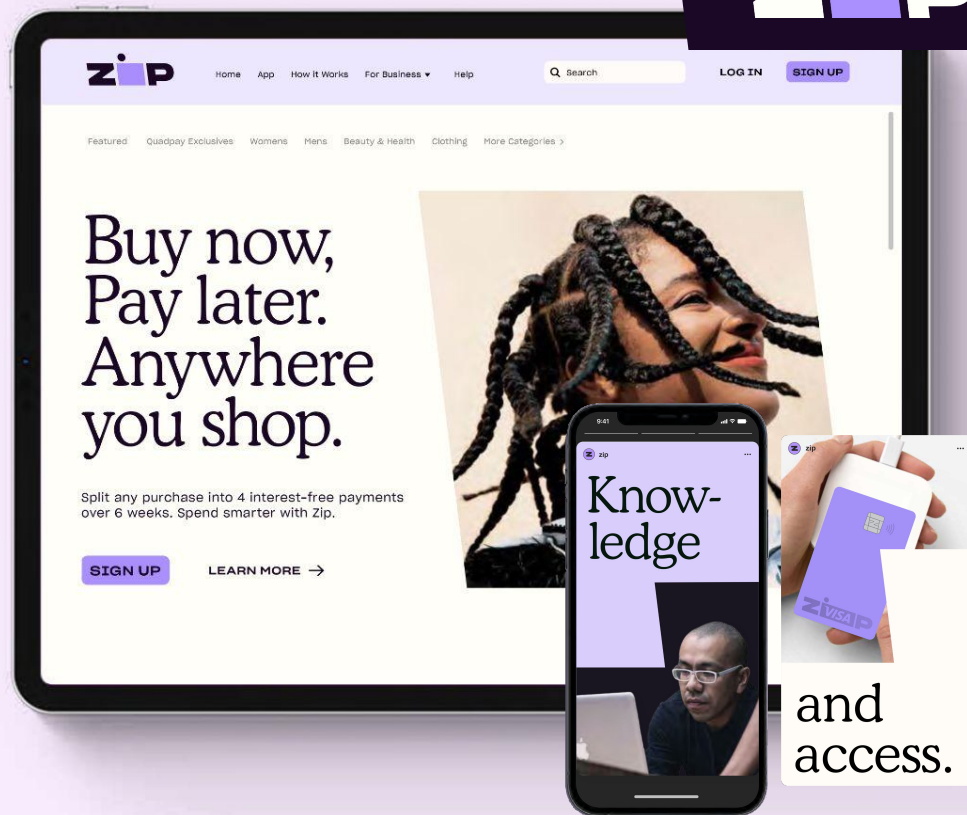 zip
Home App How it Works For Business ▾ Help
Search
LOG IN
SIGN UP
Featured Quadpay Exclusives Womens Mens Beauty & Health Clothing More Categories >
Buy now,
Pay later.
Anywhere
you shop.
Split any purchase into 4 interest-free payments
over 6 weeks. Spend smarter with Zip.
SIGN UP
LEARN MORE →
9:41
z zip
Know-
ledge
z zip
zip
VISA
and
access.